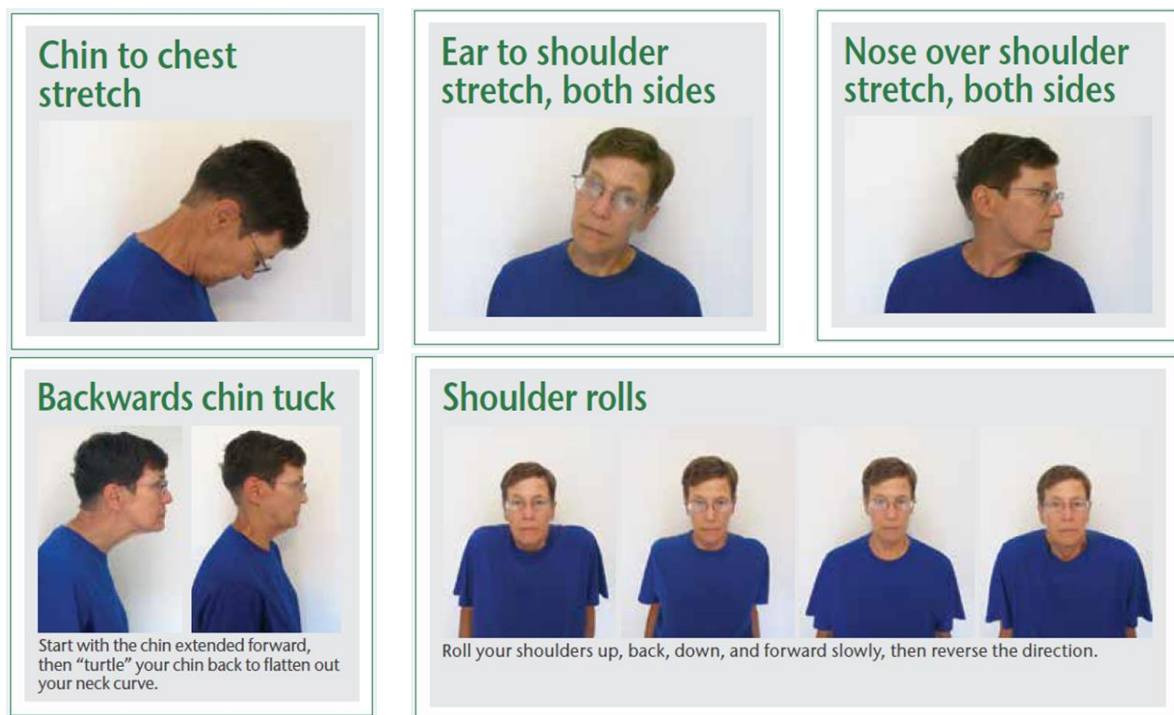 Chin to chest
stretch
Ear to shoulder
stretch, both sides
Nose over shoulder
stretch, both sides
Backwards chin tuck
Start with the chin extended forward,
then “turtle” your chin back to flatten out
your neck curve.
Shoulder rolls
Roll your shoulders up, back, down, and forward slowly, then reverse the direction.